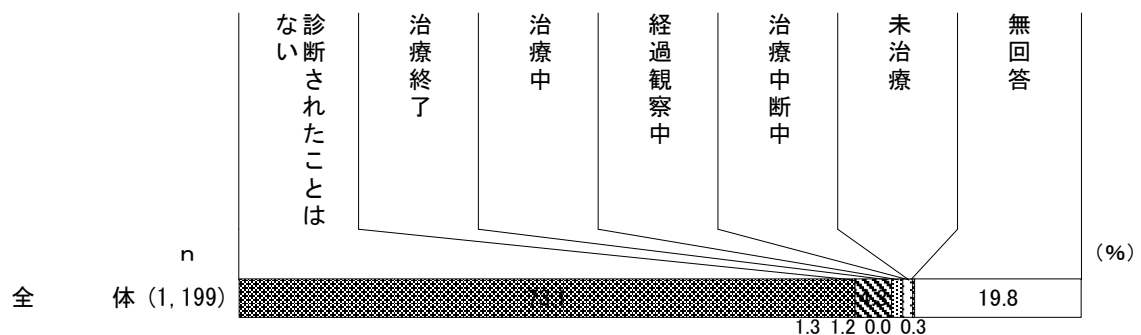 診断されたことは
ない
治療終了
治療中
経過観察中
治療中断中
未治療
無回答
n
(%)
全 体 (1,199)
19.8
1.3 1.2 0.0 0.3